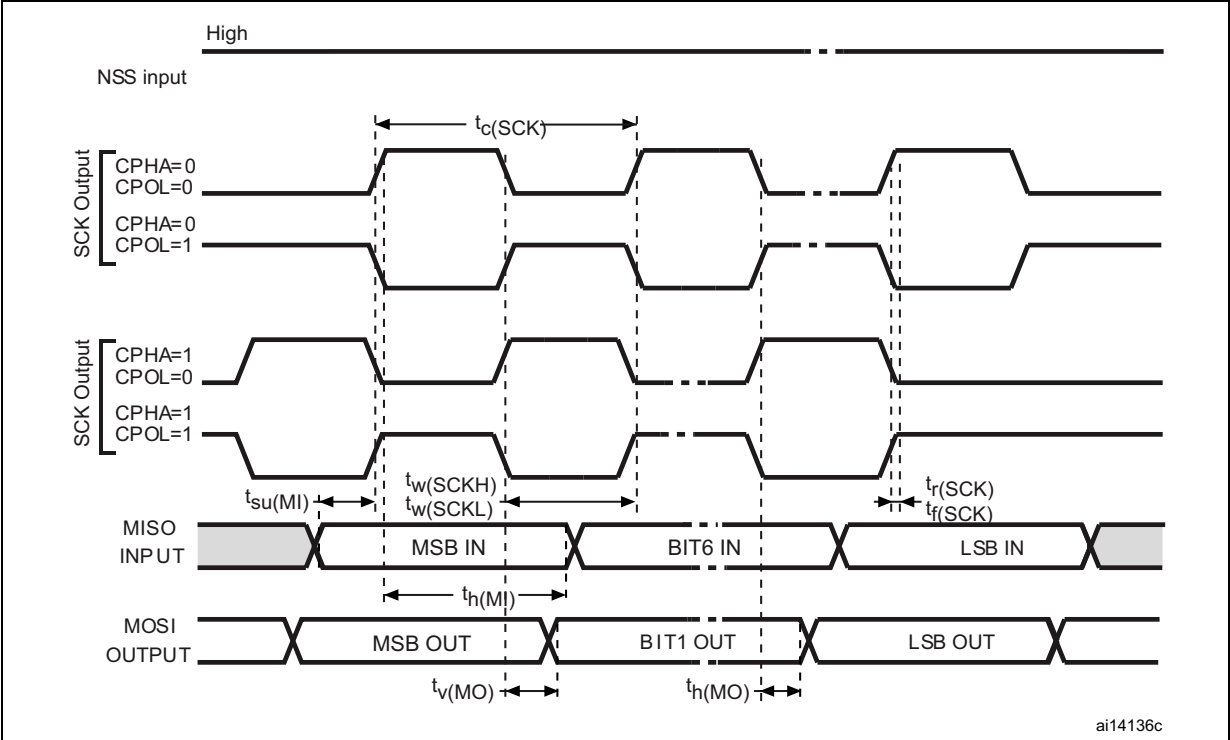 High
NSS input
tc(SCK)
SCK Output
CPHA=0
CPOL=0
CPHA=0
CPOL=1
SCK Output
CPHA=1
CPOL=0
CPHA=1
CPOL=1
tsu(MI)
tw(SCKH)
tw(SCKL)
tr(SCK)
tf(SCK)
MISO
INPUT
MSB IN
BIT6 IN
LSB IN
th(MI)
MOSI
OUTPUT
MSB OUT
BIT1 OUT
LSB OUT
tv(MO)
th(MO)
ai14136c